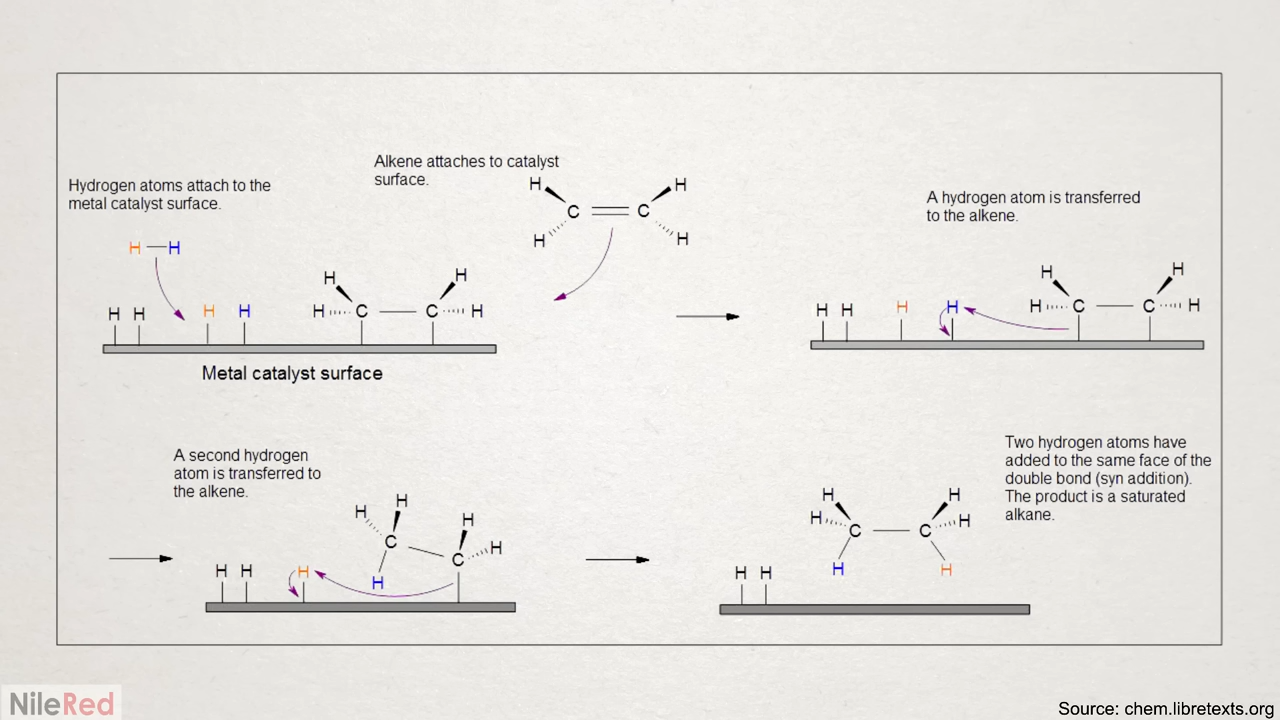 Alkene attaches to catalyst
surface.
Hydrogen atoms attach to the
metal catalyst surface.
A hydrogen atom is transferred
to the alkene.
H H
C C
H H
H H
H H H H H C C H
H H
H H H H H C C H
Metal catalyst surface
A second hydrogen
atom is transferred to
the alkene.
Two hydrogen atoms have
added to the same face of the
double bond (syn addition).
The product is a saturated
alkane.
H H H
C C H
H H H H
H H
H C C H
H H
H H
NileRed
Source: chem.libretexts.org